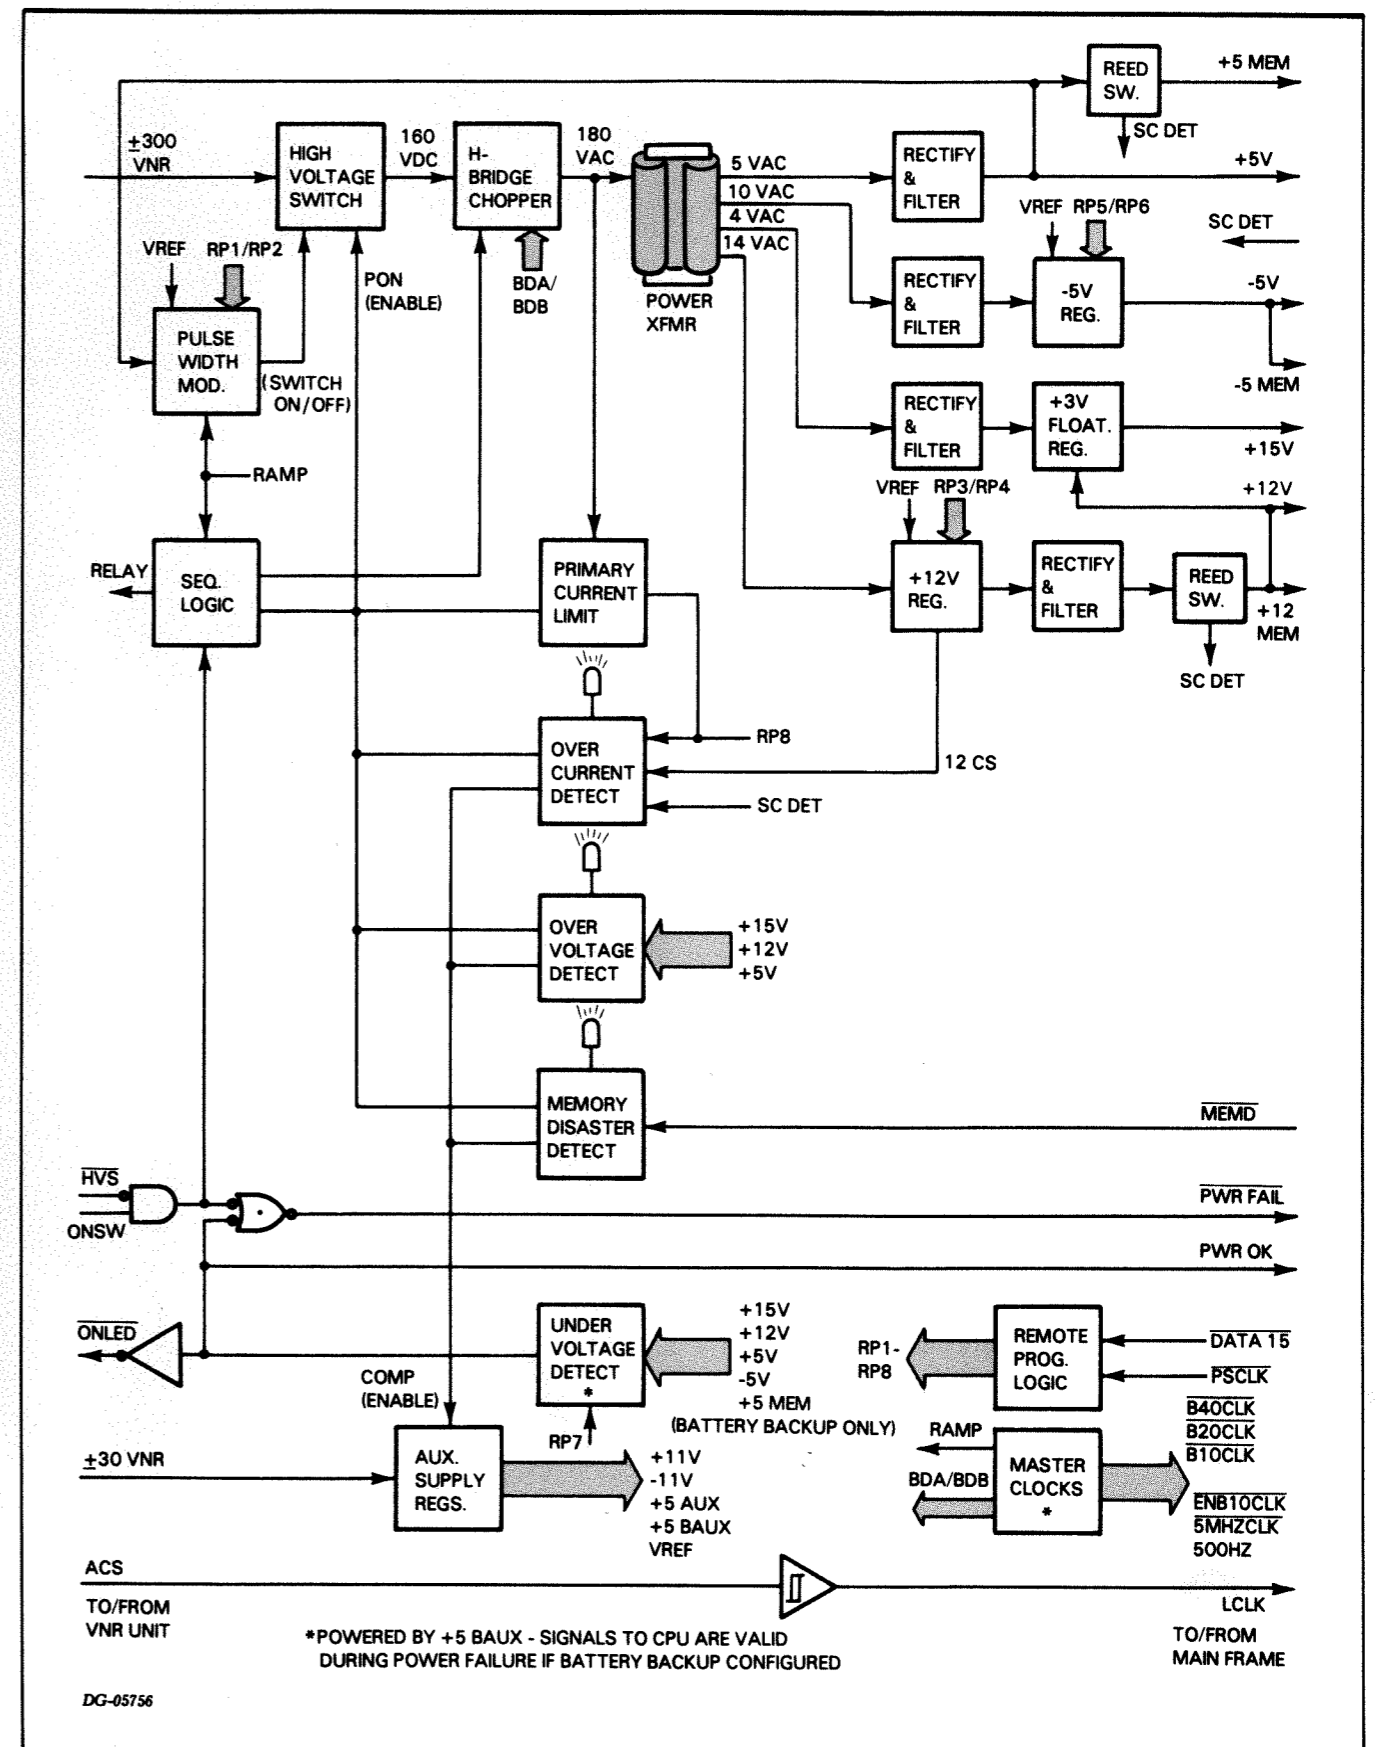 REED
SW.
+5 MEM
SC DET
±300
VNR
HIGH
VOLTAGE
SWITCH
160
VDC
H-
BRIDGE
CHOPPER
180
VAC
5 VAC
10 VAC
4 VAC
14 VAC
POWER
XFMR
RECTIFY
&
FILTER
+5V
VREF
RP5/RP6
SC DET
VREF
RP1/RP2
PON
(ENABLE)
BDA/
BDB
RECTIFY
&
FILTER
-5V
REG.
-5V
-5 MEM
PULSE
WIDTH
MOD.
(SWITCH
ON/OFF)
RECTIFY
&
FILTER
+3V
FLOAT.
REG.
+15V
RAMP
VREF
RP3/RP4
+12V
RELAY
SEQ.
LOGIC
PRIMARY
CURRENT
LIMIT
+12V
REG.
RECTIFY
&
FILTER
REED
SW.
+12
MEM
SC DET
OVER
CURRENT
DETECT
RP8
12 CS
SC DET
OVER
VOLTAGE
DETECT
+15V
+12V
+5V
MEMORY
DISASTER
DETECT
MEMD
HVS
ONSW
PWR FAIL
PWR OK
ONLED
UNDER
VOLTAGE
DETECT
*
+15V
+12V
+5V
-5V
+5 MEM
(BATTERY BACKUP ONLY)
RP7
RP1-
RP8
REMOTE
PROG.
LOGIC
DATA 15
PSCLK
COMP
(ENABLE)
±30 VNR
AUX.
SUPPLY
REGS.
+11V
-11V
+5 AUX
+5 BAUX
VREF
RAMP
BDA/BDB
MASTER
CLOCKS
*
B40CLK
B20CLK
B10CLK
ENB10CLK
5MHZCLK
500HZ
ACS
TO/FROM
VNR UNIT
LCLK
TO/FROM
MAIN FRAME
*POWERED BY +5 BAUX - SIGNALS TO CPU ARE VALID
DURING POWER FAILURE IF BATTERY BACKUP CONFIGURED
DG-05756